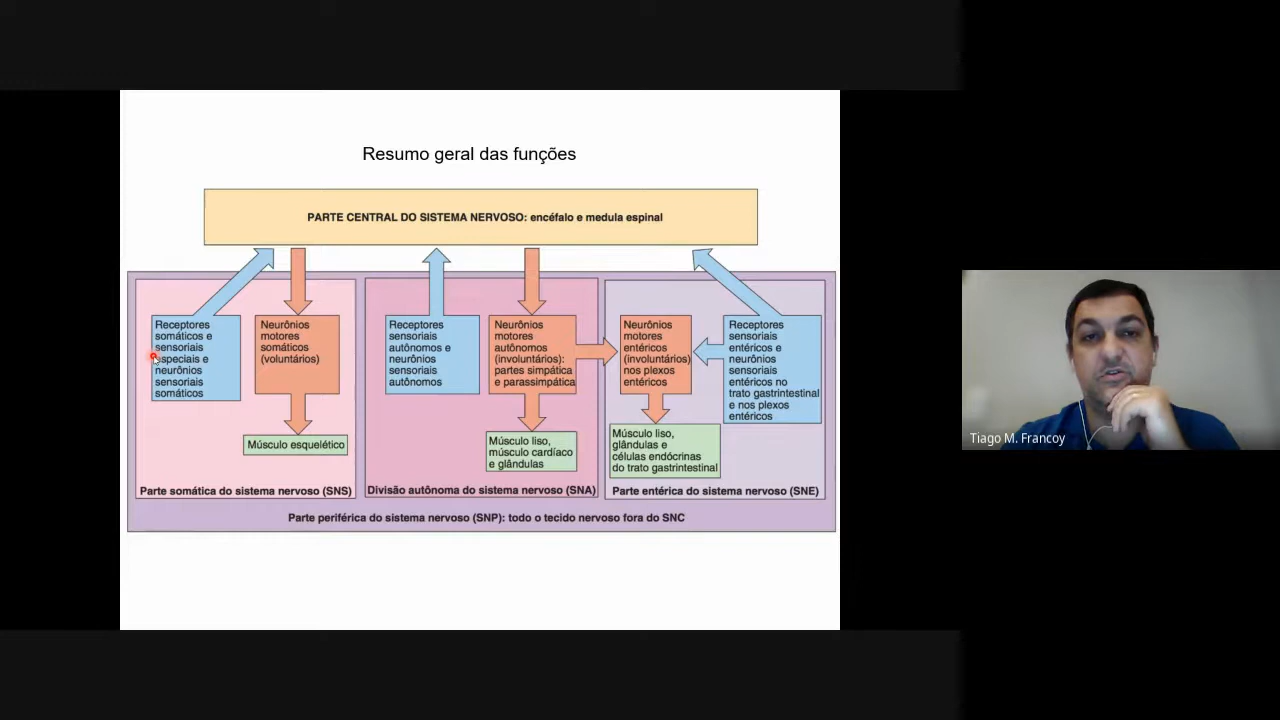 Resumo geral das funções
PARTE CENTRAL DO SISTEMA NERVOSO: encéfalo e medula espinal
Receptores
somáticos e
sensoriais
especiais e
neurônios
sensoriais
somáticos
Neurônios
motores
somáticos
(voluntários)
Músculo esquelético
Parte somática do sistema nervoso (SNS)
Receptores
sensoriais
autônomos e
neurônios
sensoriais
autônomos
Neurônios
motores
autônomos
(involuntários):
partes simpática
e parassimpática
Músculo liso,
músculo cardíaco
e glândulas
Divisão autônoma do sistema nervoso (SNA)
Neurônios
motores
entéricos
(involuntários)
nos plexos
entéricos
Músculo liso,
glândulas e
células endócrinas
do trato gastrintestinal
Receptores
sensoriais
entéricos e
neurônios
sensoriais
entéricos no
trato gastrintestinal
e nos plexos
entéricos
Parte entérica do sistema nervoso (SNE)
Parte periférica do sistema nervoso (SNP): todo o tecido nervoso fora do SNC
Tiago M. Francoy